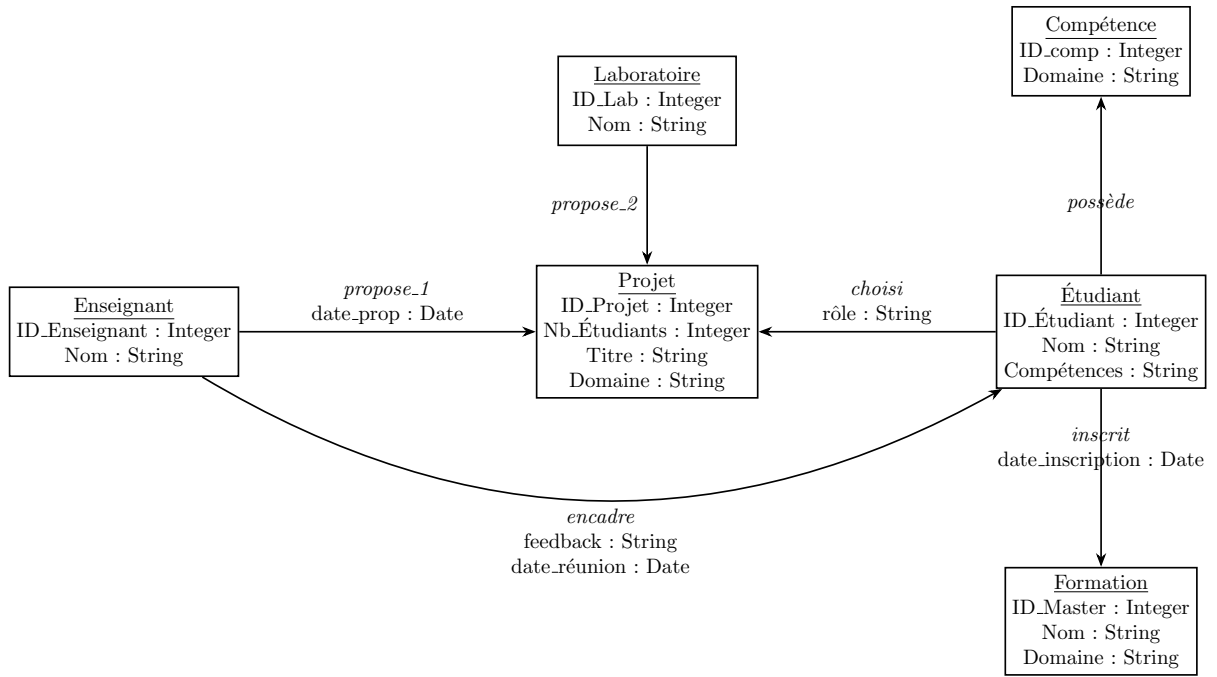 Compétence
ID_comp : Integer
Domaine : String
Laboratoire
ID_Lab : Integer
Nom : String
propose_2
possède
Enseignant
ID_Enseignant : Integer
Nom : String
propose_1
date_prop : Date
Projet
ID_Projet : Integer
Nb_Étudiants : Integer
Titre : String
Domaine : String
choisi
rôle : String
Étudiant
ID_Étudiant : Integer
Nom : String
Compétences : String
inscrit
date_inscription : Date
encadre
feedback : String
date_réunion : Date
Formation
ID_Master : Integer
Nom : String
Domaine : String